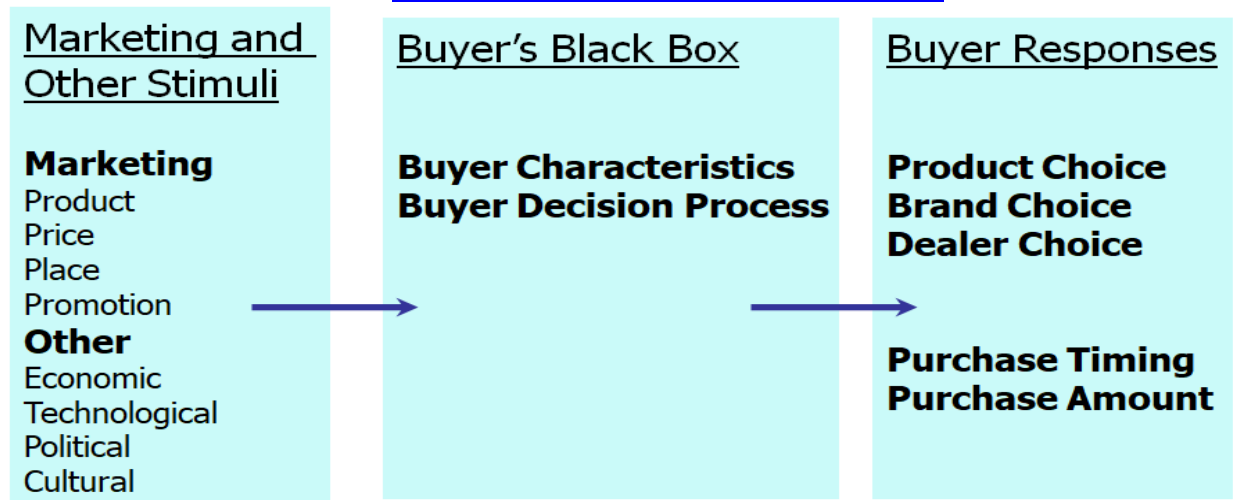 Marketing and
Other Stimuli
Marketing
Product
Price
Place
Promotion
Other
Economic
Technological
Political
Cultural
Buyer’s Black Box
Buyer Characteristics
Buyer Decision Process
Buyer Responses
Product Choice
Brand Choice
Dealer Choice
Purchase Timing
Purchase Amount